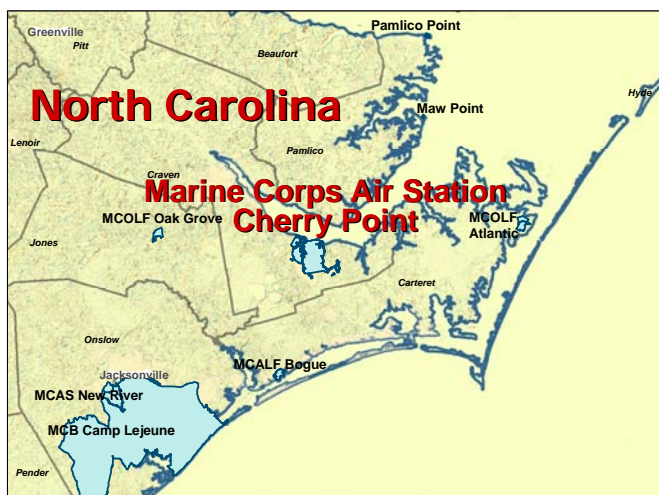 Pamlico Point
Greenville
Pitt
Beaufort
Hyde
North Carolina
Maw Point
Lenoir
Pamlico
Craven
Marine Corps Air Station
Cherry Point
MCOLF Oak Grove
MCOLF
Atlantic
Jones
Carteret
Onslow
MCALF Bogue
Jacksonville
MCAS New River
MCB Camp Lejeune
Pender